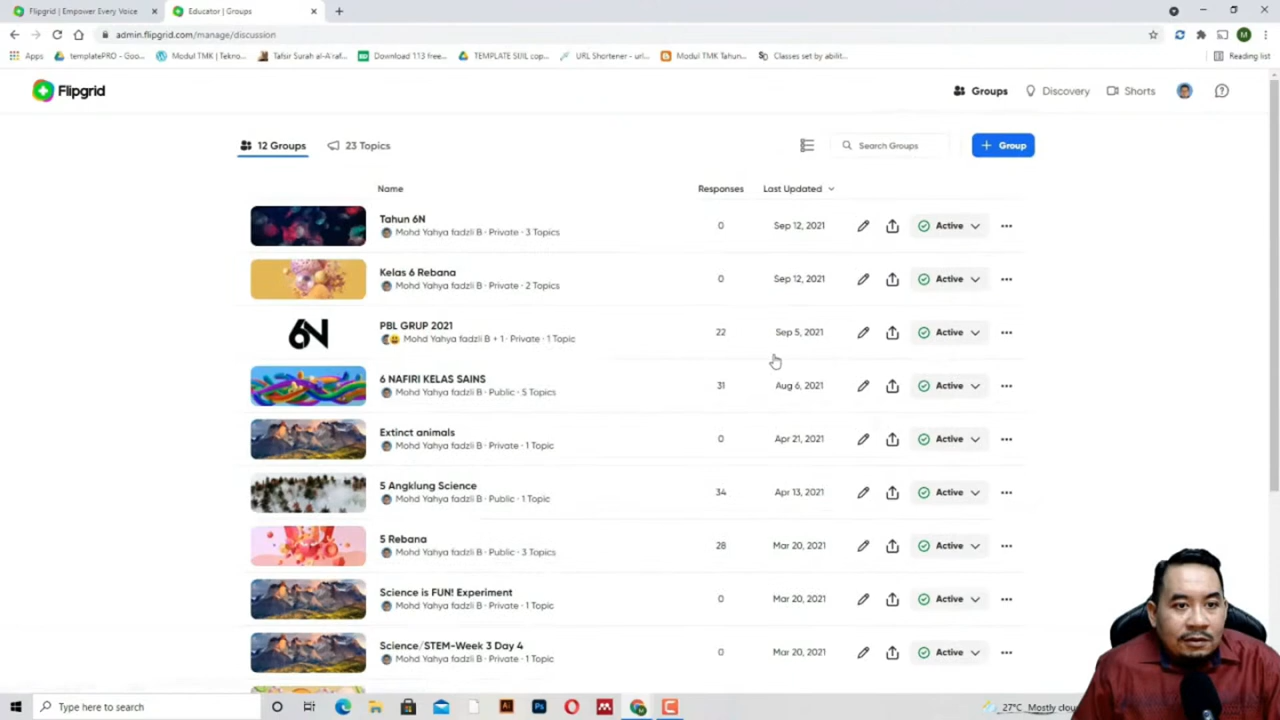 Flipgrid | Empower Every Voice
Educator | Groups
admin.flipgrid.com/manage/discussion
Apps
templatePRO - Goo...
Modul TMK | Tekno...
Tafsir Surah al-A'raf...
Download 113 free...
TEMPLATE SIJIL cop...
URL Shortener - url...
Modul TMK Tahun...
Classes set by abilit...
Reading list
Flipgrid
Groups
Discovery
Shorts
12 Groups
23 Topics
Search Groups
+ Group
Name
Responses
Last Updated
Tahun 6N
Mohd Yahya fadzli B · Private · 3 Topics
0
Sep 12, 2021
Active
Kelas 6 Rebana
Mohd Yahya fadzli B · Private · 2 Topics
0
Sep 12, 2021
Active
6N
PBL GRUP 2021
Mohd Yahya fadzli B + 1 · Private · 1 Topic
22
Sep 5, 2021
Active
6 NAFIRI KELAS SAINS
Mohd Yahya fadzli B · Public · 5 Topics
31
Aug 6, 2021
Active
Extinct animals
Mohd Yahya fadzli B · Private · 1 Topic
0
Apr 21, 2021
Active
5 Angklung Science
Mohd Yahya fadzli B · Public · 1 Topic
34
Apr 13, 2021
Active
5 Rebana
Mohd Yahya fadzli B · Public · 3 Topics
28
Mar 20, 2021
Active
Science is FUN! Experiment
Mohd Yahya fadzli B · Private · 1 Topic
0
Mar 20, 2021
Active
Science/STEM-Week 3 Day 4
Mohd Yahya fadzli B · Private · 1 Topic
0
Mar 20, 2021
Active
Type here to search
27°C Mostly clou